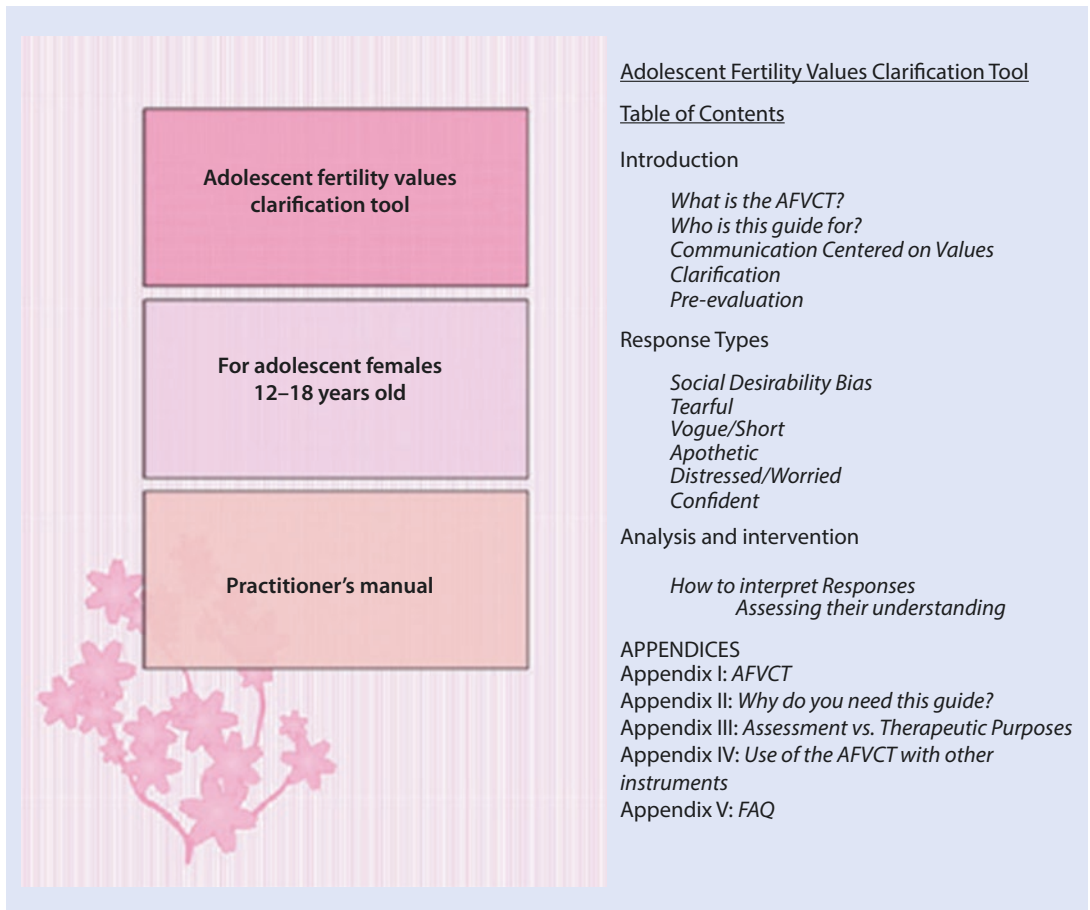 Adolescent fertility values
clarification tool
For adolescent females
12–18 years old
Practitioner's manual
Adolescent Fertility Values Clarification Tool
Table of Contents
Introduction
What is the AFVCT?
Who is this guide for?
Communication Centered on Values
Clarification
Pre-evaluation
Response Types
Social Desirability Bias
Tearful
Vogue/Short
Apothetic
Distressed/Worried
Confident
Analysis and intervention
How to interpret Responses
Assessing their understanding
APPENDICES
Appendix I: AFVCT
Appendix II: Why do you need this guide?
Appendix III: Assessment vs. Therapeutic Purposes
Appendix IV: Use of the AFVCT with other
instruments
Appendix V: FAQ